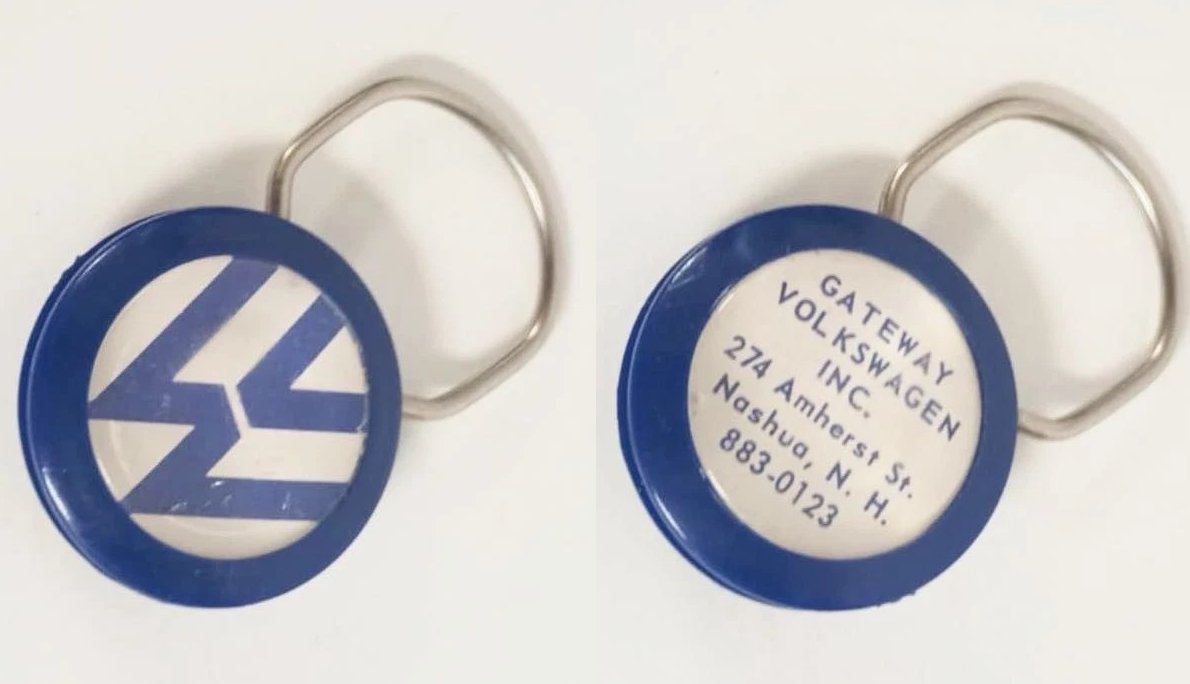 GATEWAY
VOLKSWAGEN
INC.
274 Amherst St.
Nashua, N. H.
883-0123